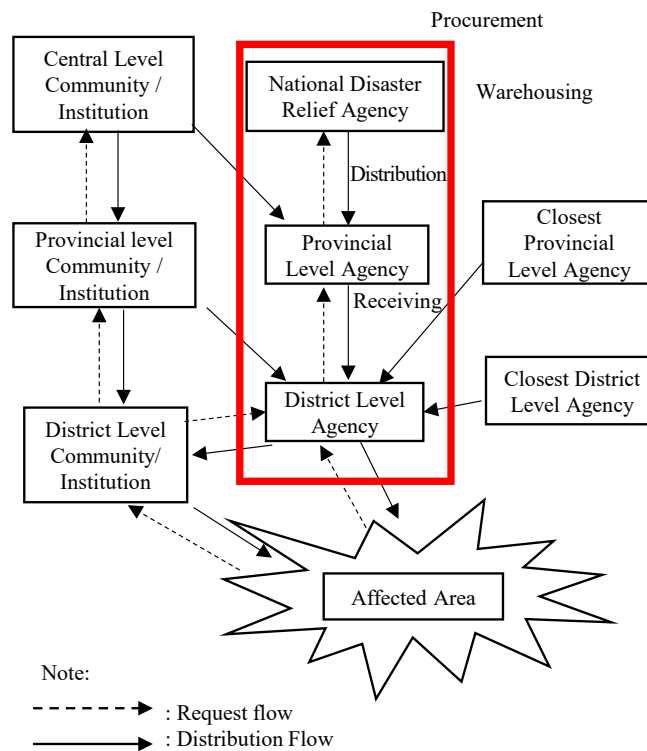 Procurement
Central Level
Community /
Institution
National Disaster
Relief Agency
Warehousing
Distribution
Provincial level
Community /
Institution
Provincial
Level Agency
Closest
Provincial
Level Agency
Receiving
District Level
Community/
Institution
District Level
Agency
Closest District
Level Agency
Affected Area
Note:
: Request flow
: Distribution Flow